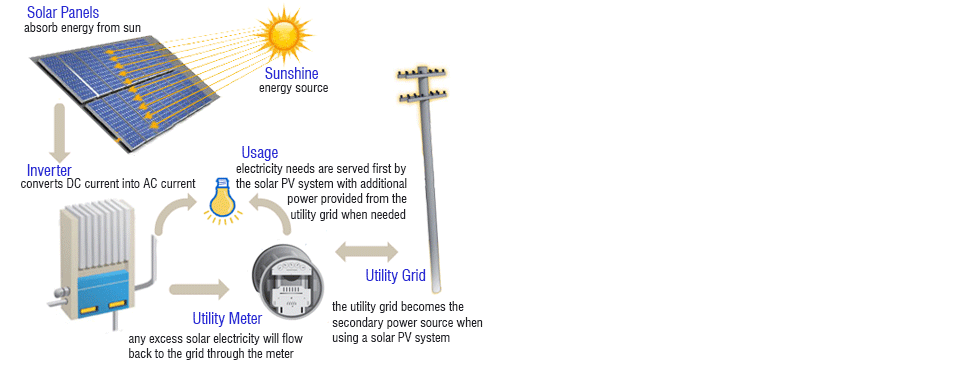 Solar Panels
absorb energy from sun
Sunshine
energy source
Inverter
converts DC current into AC current
Usage
electricity needs are served first by
the solar PV system with additional
power provided from the
utility grid when needed
Utility Grid
the utility grid becomes the
secondary power source when
using a solar PV system
Utility Meter
any excess solar electricity will flow
back to the grid through the meter